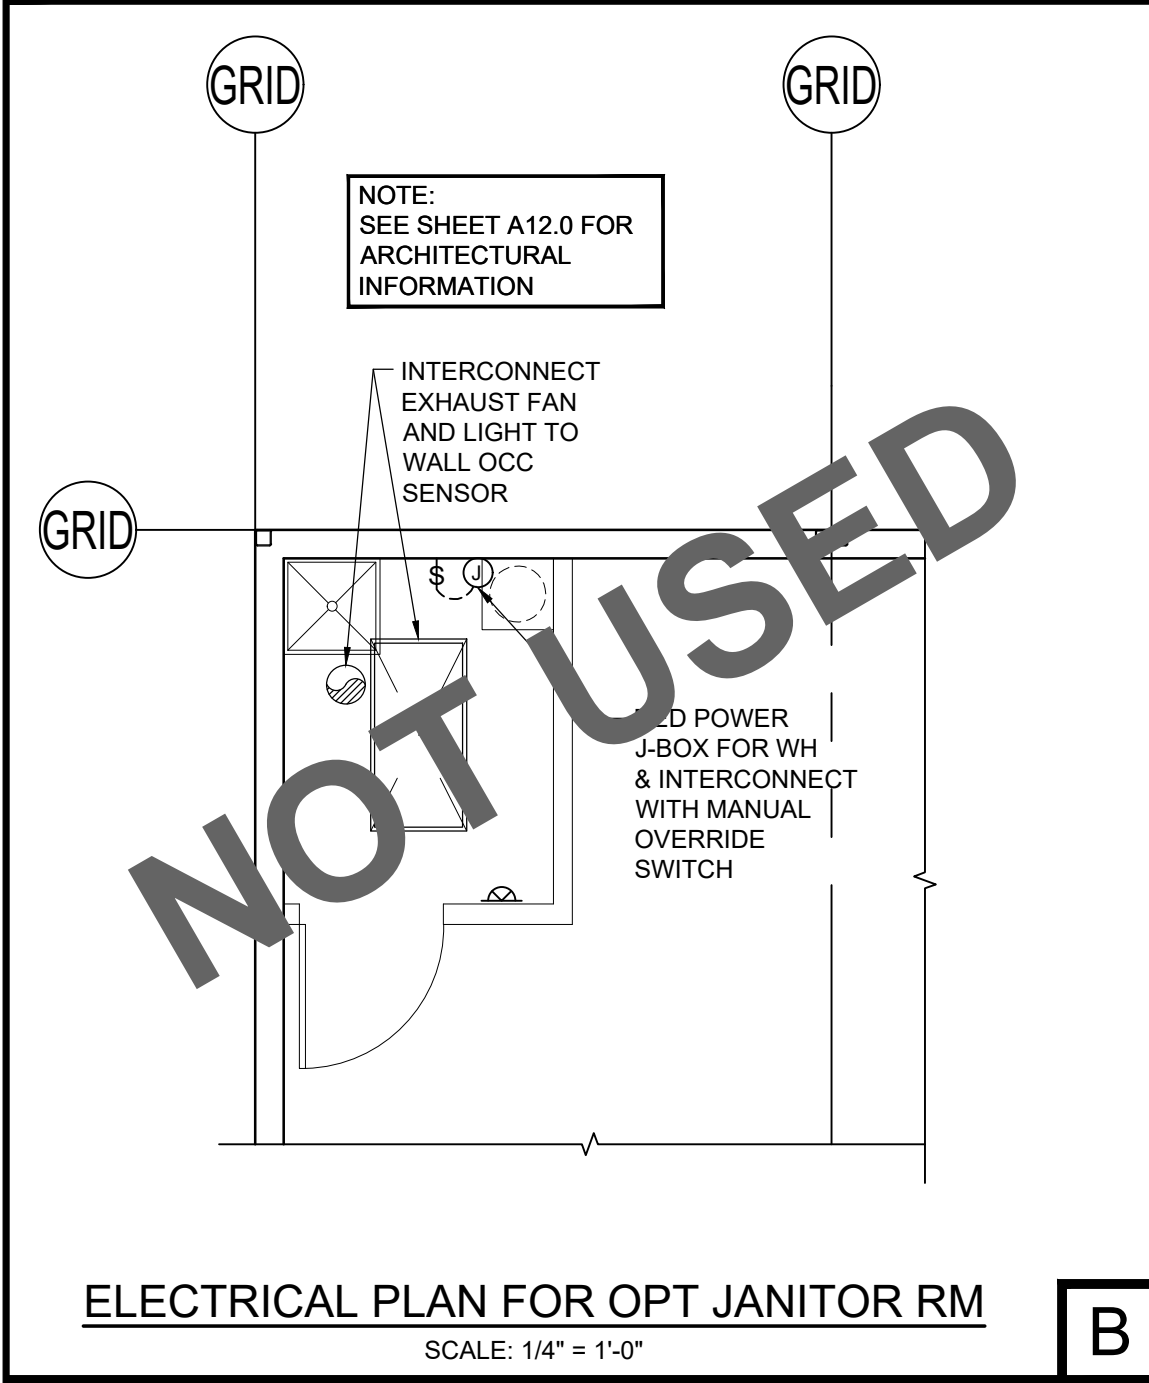 GRID
GRID
NOTE:
SEE SHEET A12.0 FOR
ARCHITECTURAL
INFORMATION
INTERCONNECT
EXHAUST FAN
AND LIGHT TO
WALL OCC
SENSOR
GRID
S
J
NOT USED
POWER
J-BOX FOR WH
& INTERCONNECT
WITH MANUAL
OVERRIDE
SWITCH
ELECTRICAL PLAN FOR OPT JANITOR RM
SCALE: 1/4" = 1'-0"
B